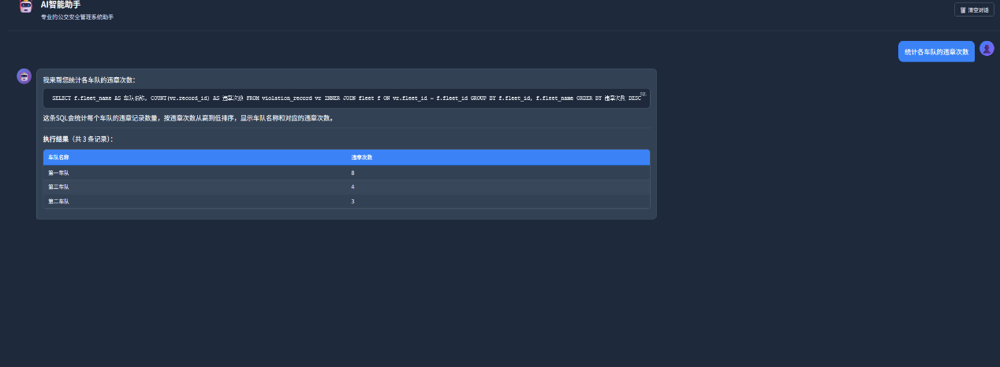 AI智能助手
专业的公交安全管理系统助手
清空对话
统计各车队的违章次数
我来帮您统计各车队的违章次数：
SQL
SELECT f.fleet_name AS 车队名称, COUNT(vr.record_id) AS 违章次数 FROM violation_record vr INNER JOIN fleet f ON vr.fleet_id = f.fleet_id GROUP BY f.fleet_id, f.fleet_name ORDER BY 违章次数 DESC
这条SQL会统计每个车队的违章记录数量，按违章次数从高到低排序，显示车队名称和对应的违章次数。
执行结果（共 3 条记录）：
车队名称 违章次数
第一车队 8
第三车队 4
第二车队 3